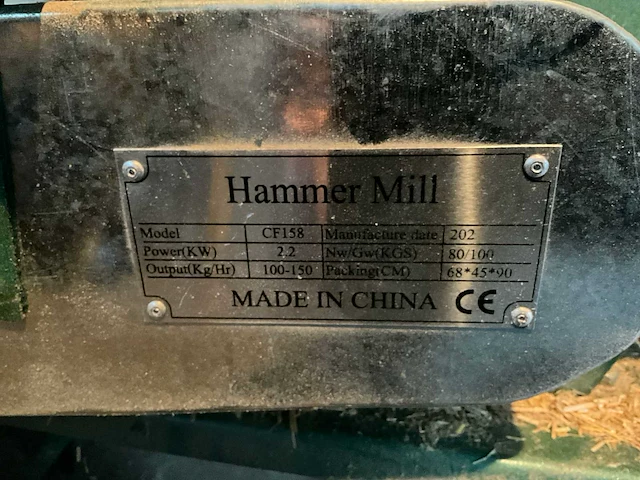 Hammer Mill
Model CF158 Manufacture date 202
Power(KW) 2.2 Nw/Gw(KGS) 80/100
Output(Kg/Hr) 100-150 Packing(CM) 68*45*90
MADE IN CHINA CE